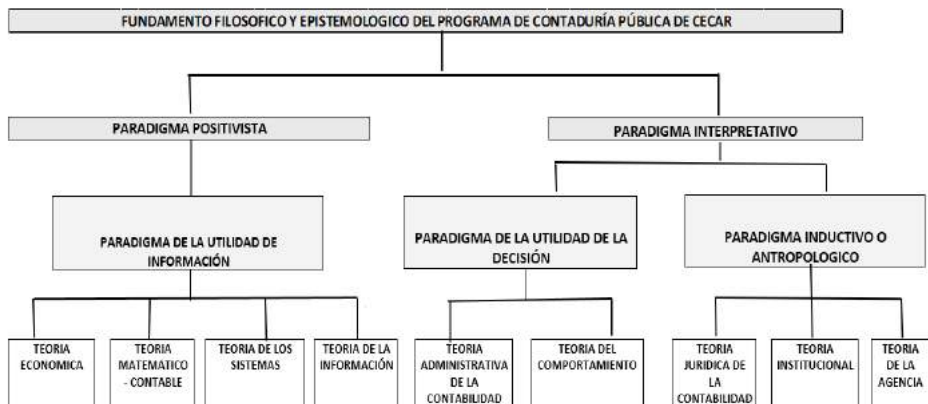 FUNDAMENTO FILOSOFICO Y EPISTEMOLOGICO DEL PROGRAMA DE CONTADURÍA PÚBLICA DE CECAR
PARADIGMA POSITIVISTA
PARADIGMA INTERPRETATIVO
PARADIGMA DE LA UTILIDAD DE
INFORMACIÓN
PARADIGMA DE LA UTILIDAD DE LA
DECISIÓN
PARADIGMA INDUCTIVO O
ANTROPOLOGICO
TEORIA
ECONOMICA
TEORIA
MATEMATICO
- CONTABLE
TEORIA DE LOS
SISTEMAS
TEORIA DE LA
INFORMACIÓN
TEORIA
ADMINISTRATIVA
DE LA
CONTABILIDAD
TEORIA DEL
COMPORTAMIENTO
TEORIA
JURIDICA DE
LA
CONTABILIDAD
TEORIA
INSTITUCIONAL
TEORIA
DE LA
AGENCIA